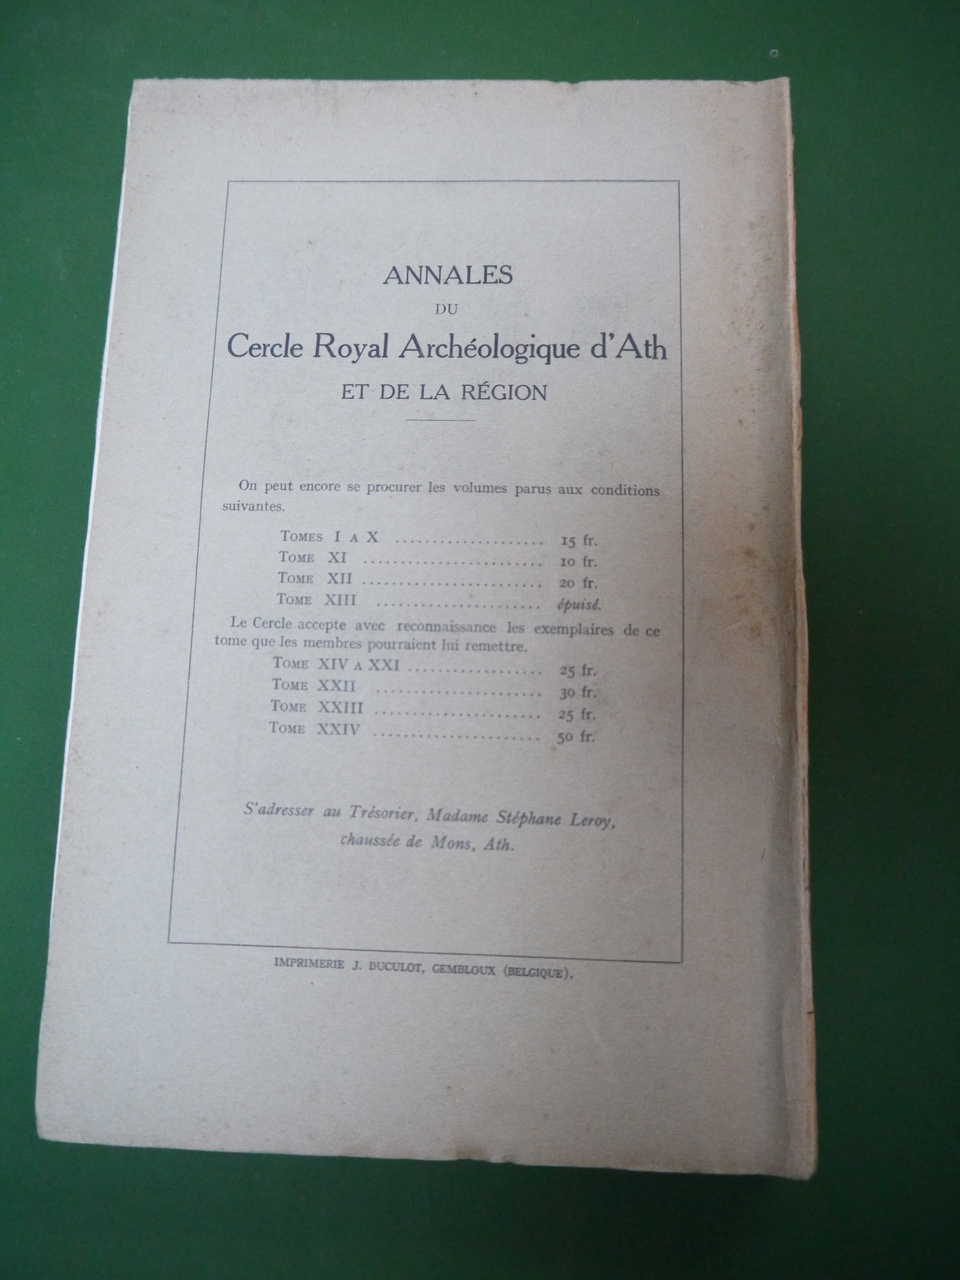 ANNALES
DU
Cercle Royal Archéologique d'Ath
ET DE LA RÉGION
On peut encore se procurer les volumes parus aux conditions
suivantes.
TOMES I A X .................. 15 fr.
TOME XI ...................... 10 fr.
TOME XII ...................... 20 fr.
TOME XIII .................... épuisé.
Le Cercle accepte avec reconnaissance les exemplaires de ce
tome que les membres pourraient lui remettre.
TOME XIV A XXI ................ 25 fr.
TOME XXII .................... 30 fr.
TOME XXIII .................... 25 fr.
TOME XXIV .................... 50 fr.
S'adresser au Trésorier, Madame Stéphane Leroy,
chaussée de Mons, Ath.
IMPRIMERIE J. DUCULOT, GEMBLOUX (BELGIQUE).